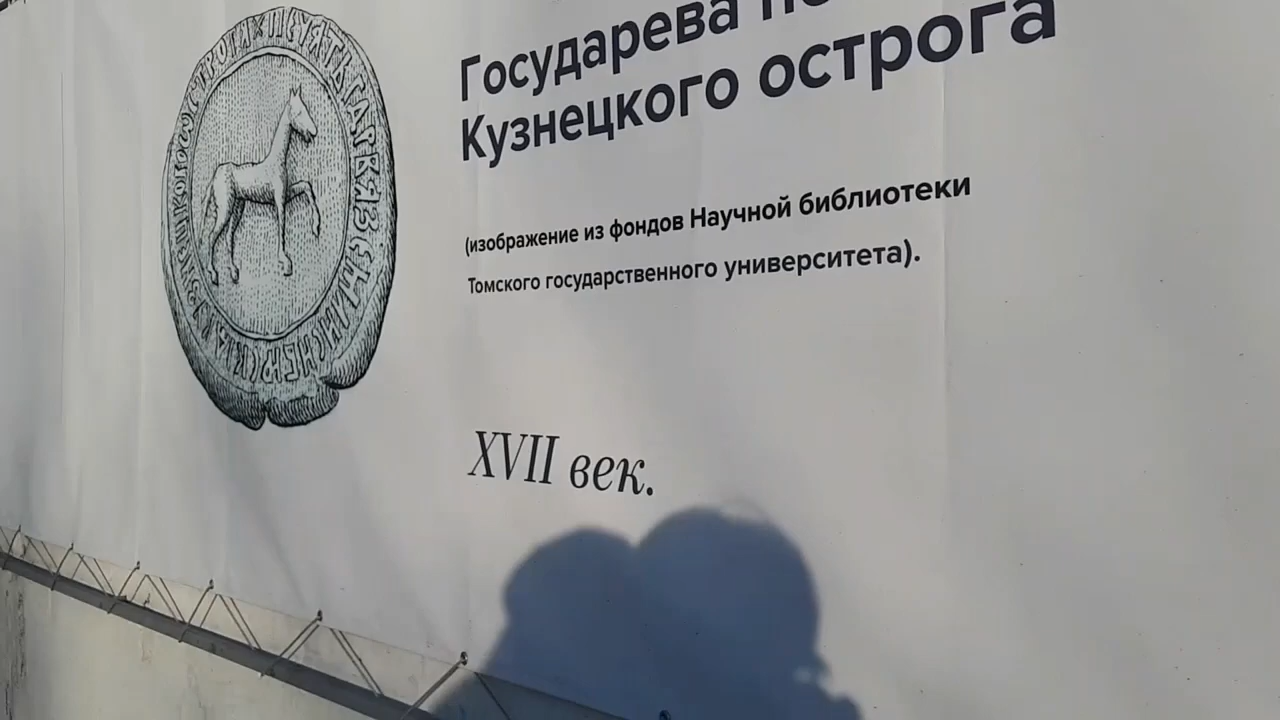 Государева
Кузнецкого острога
(изображение из фондов Научной библиотеки
Томского государственного университета).
XVII век.